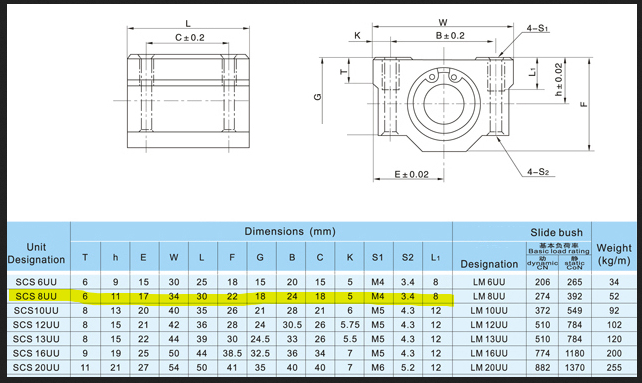 L
C±0.2
W
K
B±0.2
4-S1
T
G
L1
h±0.02
F
E±0.02
4-S2
Unit Designation Dimensions (mm) Slide bush Weight (kg/m)
T h E W L F G B C K S1 S2 L1 Designation 基本负荷率 Basic load rating
动 dynamic CN 静 static CoN
SCS 6UU 6 9 15 30 25 18 15 20 15 5 M4 3.4 8 LM 6UU 206 265 34
SCS 8UU 6 11 17 34 30 22 18 24 18 5 M4 3.4 8 LM 8UU 274 392 52
SCS10UU 8 13 20 40 35 26 21 28 21 6 M5 4.3 12 LM 10UU 372 549 92
SCS 12UU 8 15 21 42 36 28 24 30.5 26 5.75 M5 4.3 12 LM 12UU 510 784 102
SCS 13UU 8 15 22 44 39 30 24.5 33 26 5.5 M5 4.3 12 LM 13UU 510 784 120
SCS 16UU 9 19 25 50 44 38.5 32.5 36 34 7 M5 4.3 12 LM 16UU 774 1180 200
SCS 20UU 11 21 27 54 50 41 35 40 40 7 M6 5.2 12 LM 20UU 882 1370 255